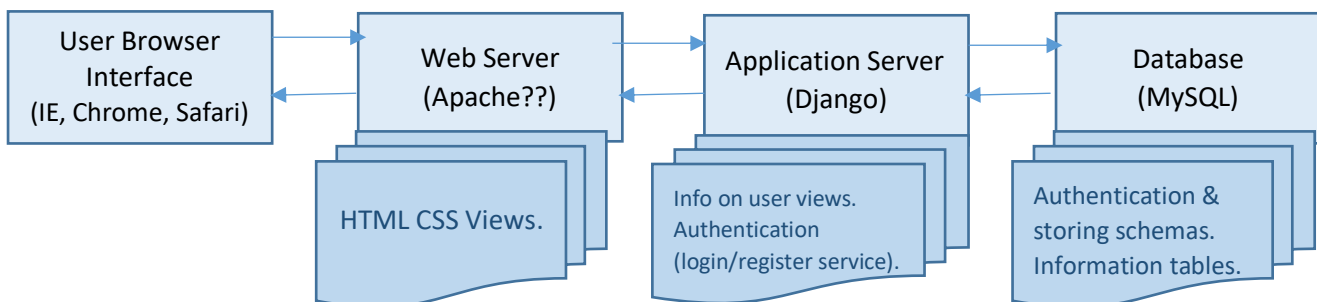 User Browser
Interface
(IE, Chrome, Safari)
Web Server
(Apache??)
Application Server
(Django)
Database
(MySQL)
HTML CSS Views.
Info on user views.
Authentication
(login/register service).
Authentication &
storing schemas.
Information tables.